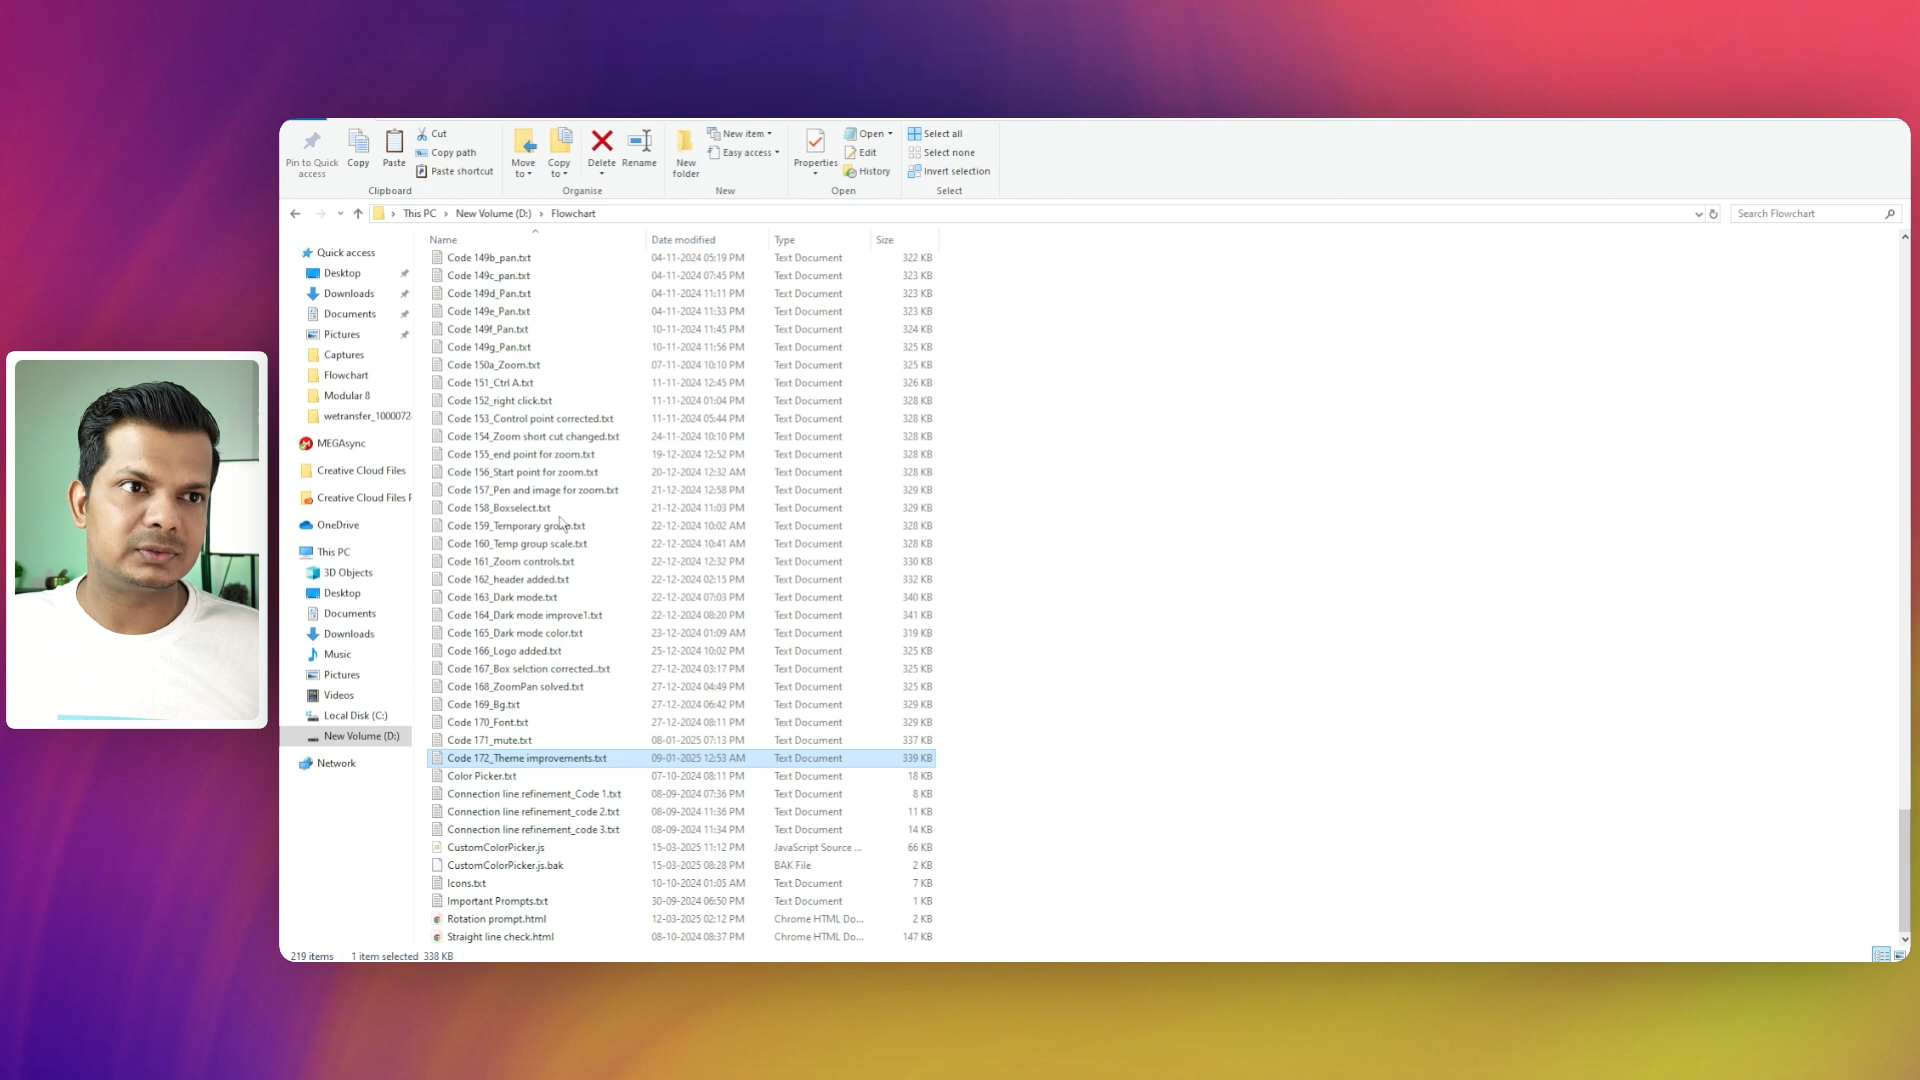 Pin to Quick access
Copy
Paste
Cut
Copy path
Paste shortcut
Clipboard
Move to
Copy to
Delete
Rename
Organise
New folder
New item
Easy access
New
Properties
Open
Edit
History
Open
Select all
Select none
Invert selection
Select
This PC › New Volume (D:) › Flowchart
Search Flowchart
Quick access
Desktop
Downloads
Documents
Pictures
Captures
Flowchart
Modular 8
wetransfer_1000072
MEGAsync
Creative Cloud Files
Creative Cloud Files F
OneDrive
This PC
3D Objects
Desktop
Documents
Downloads
Music
Pictures
Videos
Local Disk (C:)
New Volume (D:)
Network
Name Date modified Type Size
Code 149b_pan.txt 04-11-2024 05:19 PM Text Document 322 KB
Code 149c_pan.txt 04-11-2024 07:45 PM Text Document 323 KB
Code 149d_Pan.txt 04-11-2024 11:11 PM Text Document 323 KB
Code 149e_Pan.txt 04-11-2024 11:33 PM Text Document 323 KB
Code 149f_Pan.txt 10-11-2024 11:45 PM Text Document 324 KB
Code 149g_Pan.txt 10-11-2024 11:56 PM Text Document 325 KB
Code 150a_Zoom.txt 07-11-2024 10:10 PM Text Document 325 KB
Code 151_Ctrl A.txt 11-11-2024 12:45 PM Text Document 326 KB
Code 152_right click.txt 11-11-2024 01:04 PM Text Document 328 KB
Code 153_Control point corrected.txt 11-11-2024 05:44 PM Text Document 328 KB
Code 154_Zoom short cut changed.txt 24-11-2024 10:10 PM Text Document 328 KB
Code 155_end point for zoom.txt 19-12-2024 12:52 PM Text Document 328 KB
Code 156_Start point for zoom.txt 20-12-2024 12:32 AM Text Document 328 KB
Code 157_Pen and image for zoom.txt 21-12-2024 12:58 PM Text Document 329 KB
Code 158_Boxselect.txt 21-12-2024 11:03 PM Text Document 329 KB
Code 159_Temporary group.txt 22-12-2024 10:02 AM Text Document 328 KB
Code 160_Temp group scale.txt 22-12-2024 10:41 AM Text Document 328 KB
Code 161_Zoom controls.txt 22-12-2024 12:32 PM Text Document 330 KB
Code 162_header added.txt 22-12-2024 02:15 PM Text Document 332 KB
Code 163_Dark mode.txt 22-12-2024 07:03 PM Text Document 340 KB
Code 164_Dark mode improve1.txt 22-12-2024 08:20 PM Text Document 341 KB
Code 165_Dark mode color.txt 23-12-2024 01:09 AM Text Document 319 KB
Code 166_Logo added.txt 25-12-2024 10:02 PM Text Document 325 KB
Code 167_Box selction corrected..txt 27-12-2024 03:17 PM Text Document 325 KB
Code 168_ZoomPan solved.txt 27-12-2024 04:49 PM Text Document 325 KB
Code 169_Bg.txt 27-12-2024 06:42 PM Text Document 329 KB
Code 170_Font.txt 27-12-2024 08:11 PM Text Document 329 KB
Code 171_mute.txt 08-01-2025 07:13 PM Text Document 337 KB
Code 172_Theme improvements.txt 09-01-2025 12:53 AM Text Document 339 KB
Color Picker.txt 07-10-2024 08:11 PM Text Document 18 KB
Connection line refinement_Code 1.txt 08-09-2024 07:36 PM Text Document 8 KB
Connection line refinement_code 2.txt 08-09-2024 11:36 PM Text Document 11 KB
Connection line refinement_code 3.txt 08-09-2024 11:34 PM Text Document 14 KB
CustomColorPicker.js 15-03-2025 11:12 PM JavaScript Source ... 66 KB
CustomColorPicker.js.bak 15-03-2025 08:28 PM BAK File 2 KB
Icons.txt 10-10-2024 01:05 AM Text Document 7 KB
Important Prompts.txt 30-09-2024 06:50 PM Text Document 1 KB
Rotation prompt.html 12-03-2025 02:12 PM Chrome HTML Do... 2 KB
Straight line check.html 08-10-2024 08:37 PM Chrome HTML Do... 147 KB
219 items 1 item selected 338 KB